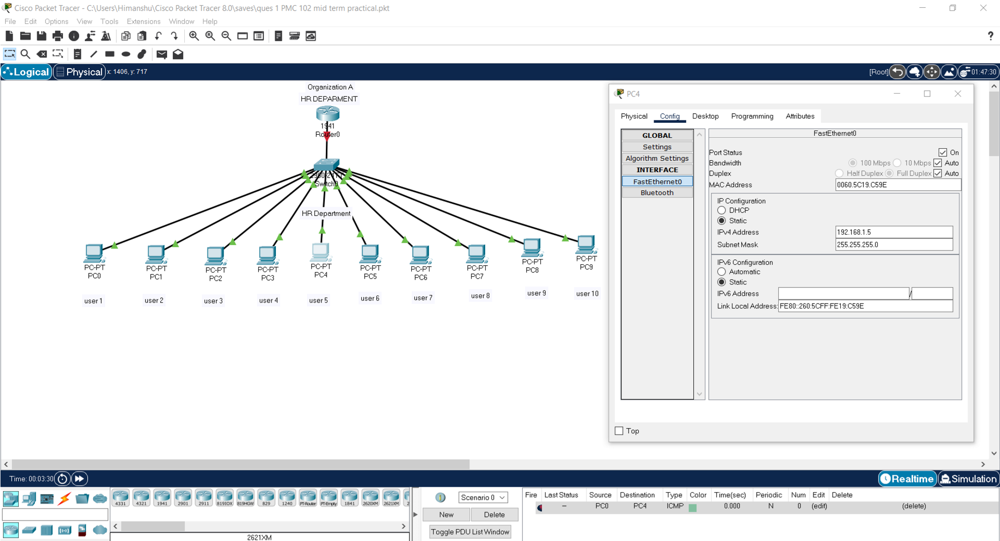 Cisco Packet Tracer - C:\Users\Himanshu\Cisco Packet Tracer 8.0\saves\ques 1 PMC 102 mid term practical.pkt
File Edit Options View Tools Extensions Window Help
?
Logical Physical x: 1406, y: 717
[Root] 01:47:30
Organization A
HR DEPARMENT
1941
Router0
Switch0
HR Department
PC-PT
PC0
PC-PT
PC1
PC-PT
PC2
PC-PT
PC3
PC-PT
PC4
PC-PT
PC5
PC-PT
PC6
PC-PT
PC7
PC-PT
PC8
PC-PT
PC9
user 1
user 2
user 3
user 4
user 5
user 6
user 7
user 8
user 9
user 10
PC4
Physical Config Desktop Programming Attributes
GLOBAL
Settings
Algorithm Settings
INTERFACE
FastEthernet0
Bluetooth
FastEthernet0
Port Status On
Bandwidth 100 Mbps 10 Mbps Auto
Duplex Half Duplex Full Duplex Auto
MAC Address 0060.5C19.C59E
IP Configuration
DHCP
Static
IPv4 Address 192.168.1.5
Subnet Mask 255.255.255.0
IPv6 Configuration
Automatic
Static
IPv6 Address /
Link Local Address: FE80::260:5CFF:FE19:C59E
Top
Time: 00:03:30
Realtime Simulation
4331 4321 1941 2901 2911 819IOX 819HGW 829 1240 PT-Router PT-Empty 1841 2620XM 2621XM 2
2621XM
Scenario 0
New Delete
Toggle PDU List Window
Fire Last Status Source Destination Type Color Time(sec) Periodic Num Edit Delete
-- PC0 PC4 ICMP 0.000 N 0 (edit) (delete)